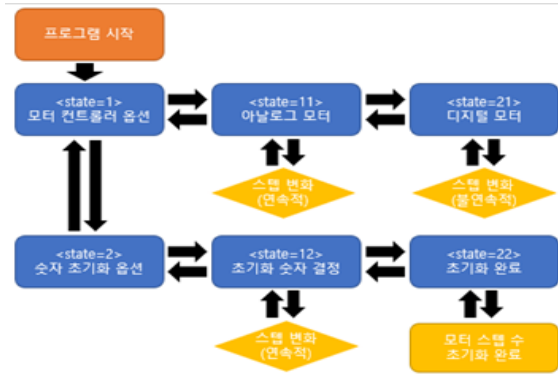 프로그램 시작
<state=1>
모터 컨트롤러 옵션
<state=11>
아날로그 모터
<state=21>
디지털 모터
스텝 변화
(연속적)
스텝 변화
(불연속적)
<state=2>
숫자 초기화 옵션
<state=12>
초기화 숫자 결정
<state=22>
초기화 완료
스텝 변화
(연속적)
모터 스텝 수
초기화 완료